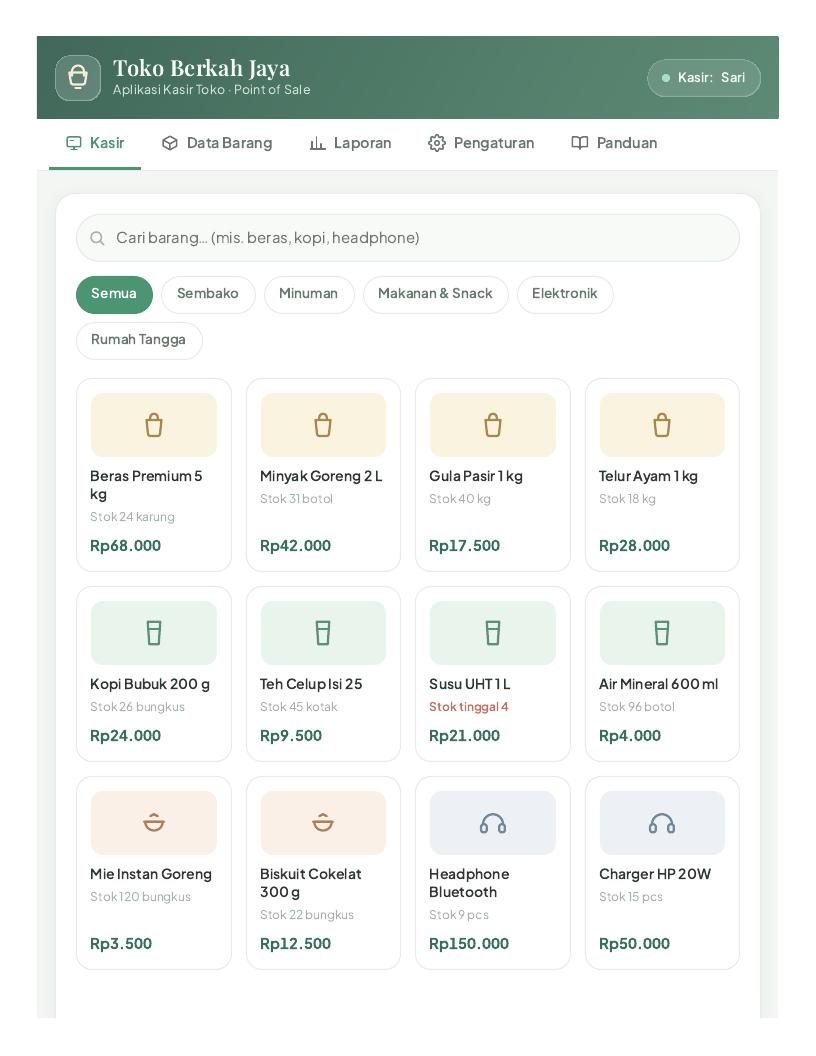 Toko Berkah Jaya
Aplikasi Kasir Toko · Point of Sale
Kasir: Sari
Kasir
Data Barang
Laporan
Pengaturan
Panduan
Cari barang... (mis. beras, kopi, headphone)
Semua
Sembako
Minuman
Makanan & Snack
Elektronik
Rumah Tangga
Beras Premium 5
kg
Stok 24 karung
Rp68.000
Minyak Goreng 2 L
Stok 31 botol
Rp42.000
Gula Pasir 1 kg
Stok 40 kg
Rp17.500
Telur Ayam 1 kg
Stok 18 kg
Rp28.000
Kopi Bubuk 200 g
Stok 26 bungkus
Rp24.000
Teh Celup Isi 25
Stok 45 kotak
Rp9.500
Susu UHT 1 L
Stok tinggal 4
Rp21.000
Air Mineral 600 ml
Stok 96 botol
Rp4.000
Mie Instan Goreng
Stok 120 bungkus
Rp3.500
Biskuit Cokelat
300 g
Stok 22 bungkus
Rp12.500
Headphone
Bluetooth
Stok 9 pcs
Rp150.000
Charger HP 20W
Stok 15 pcs
Rp50.000